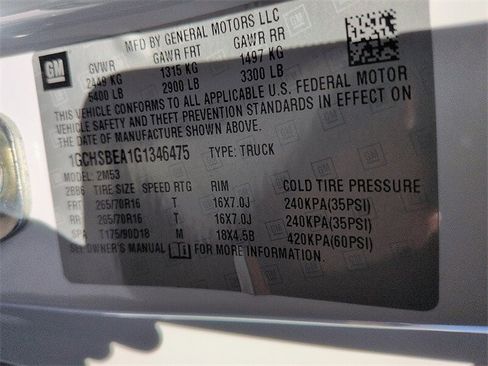 GM
MFD BY GENERAL MOTORS LLC
GVWR GAWR FRT GAWR RR
2449 KG 1315 KG 1497 KG
5400 LB 2900 LB 3300 LB
THIS VEHICLE CONFORMS TO ALL APPLICABLE U.S. FEDERAL MOTOR
VEHICLE SAFETY AND THEFT PREVENTION STANDARDS IN EFFECT ON
THE DATE OF MANUFACTURE SHOWN ABOVE.
1GCHSBEA1G1346475 TYPE: TRUCK
MODEL: 2M53
2BB6 TIRE SIZE SPEED RTG RIM COLD TIRE PRESSURE
FRT 265/70R16 T 16X7.0J 240KPA(35PSI)
RR 265/70R16 T 16X7.0J 240KPA(35PSI)
SPA T175/90D18 M 18X4.5B 420KPA(60PSI)
SEE OWNER'S MANUAL FOR MORE INFORMATION.